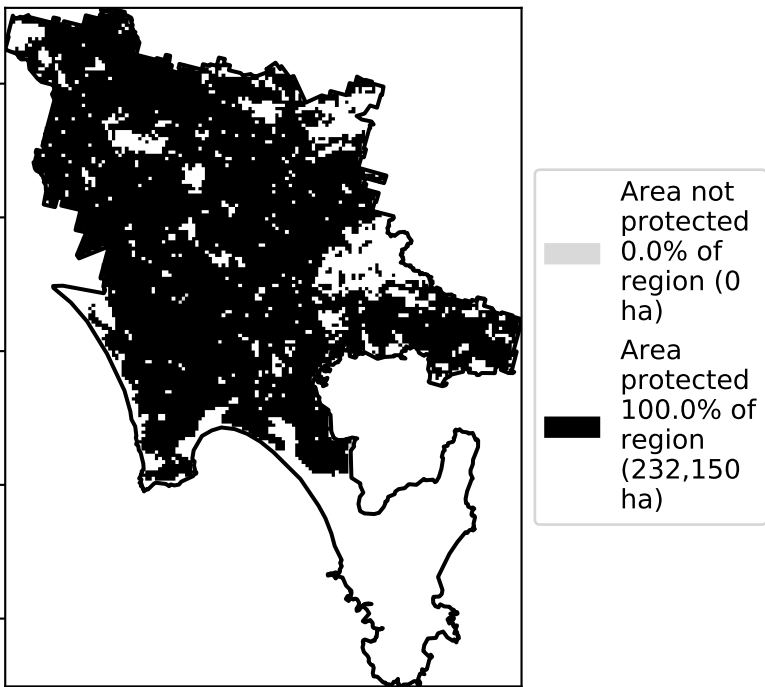 Area not
protected
0.0% of
region (0
ha)
Area
protected
100.0% of
region
(232,150
ha)